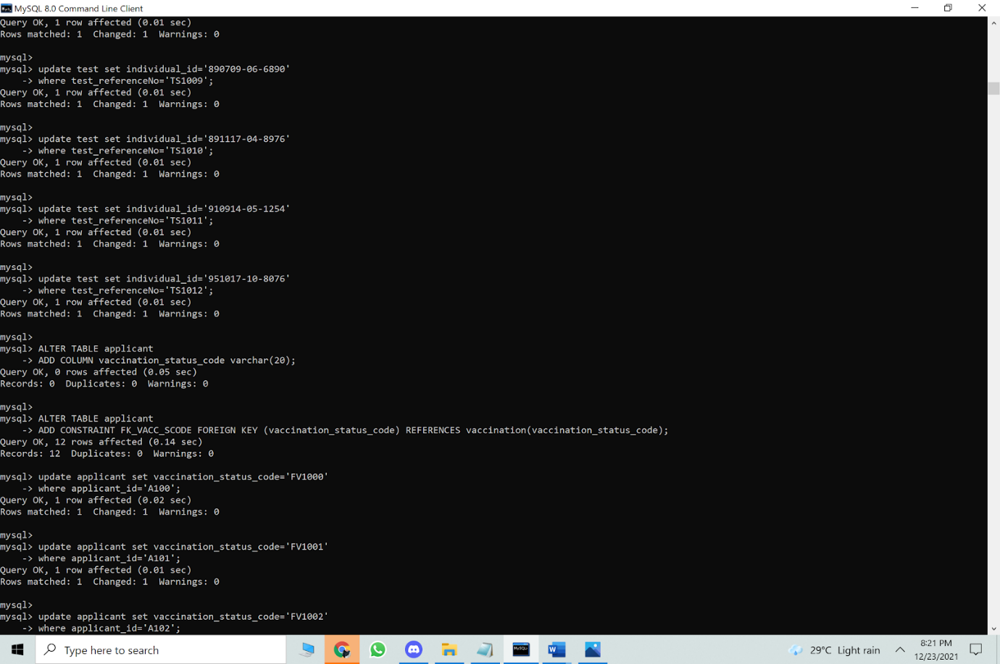 MySQL 8.0 Command Line Client
Query OK, 1 row affected (0.01 sec)
Rows matched: 1  Changed: 1  Warnings: 0
mysql>
mysql> update test set individual_id='890709-06-6890'
    -> where test_referenceNo='TS1009';
Query OK, 1 row affected (0.01 sec)
Rows matched: 1  Changed: 1  Warnings: 0
mysql>
mysql> update test set individual_id='891117-04-8976'
    -> where test_referenceNo='TS1010';
Query OK, 1 row affected (0.01 sec)
Rows matched: 1  Changed: 1  Warnings: 0
mysql>
mysql> update test set individual_id='910914-05-1254'
    -> where test_referenceNo='TS1011';
Query OK, 1 row affected (0.01 sec)
Rows matched: 1  Changed: 1  Warnings: 0
mysql>
mysql> update test set individual_id='951017-10-8076'
    -> where test_referenceNo='TS1012';
Query OK, 1 row affected (0.01 sec)
Rows matched: 1  Changed: 1  Warnings: 0
mysql>
mysql> ALTER TABLE applicant
    -> ADD COLUMN vaccination_status_code varchar(20);
Query OK, 0 rows affected (0.05 sec)
Records: 0  Duplicates: 0  Warnings: 0
mysql>
mysql> ALTER TABLE applicant
    -> ADD CONSTRAINT FK_VACC_SCODE FOREIGN KEY (vaccination_status_code) REFERENCES vaccination(vaccination_status_code);
Query OK, 12 rows affected (0.14 sec)
Records: 12  Duplicates: 0  Warnings: 0
mysql> update applicant set vaccination_status_code='FV1000'
    -> where applicant_id='A100';
Query OK, 1 row affected (0.02 sec)
Rows matched: 1  Changed: 1  Warnings: 0
mysql>
mysql> update applicant set vaccination_status_code='FV1001'
    -> where applicant_id='A101';
Query OK, 1 row affected (0.01 sec)
Rows matched: 1  Changed: 1  Warnings: 0
mysql>
mysql> update applicant set vaccination_status_code='FV1002'
    -> where applicant_id='A102';
Type here to search
29°C Light rain
8:21 PM
12/23/2021